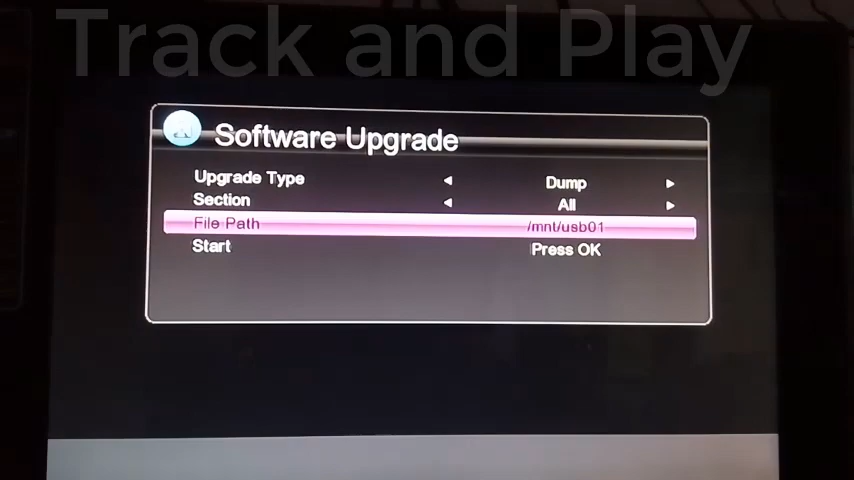 Track and Play
Software Upgrade
Upgrade Type Dump
Section All
File Path /mnt/usb01
Start Press OK